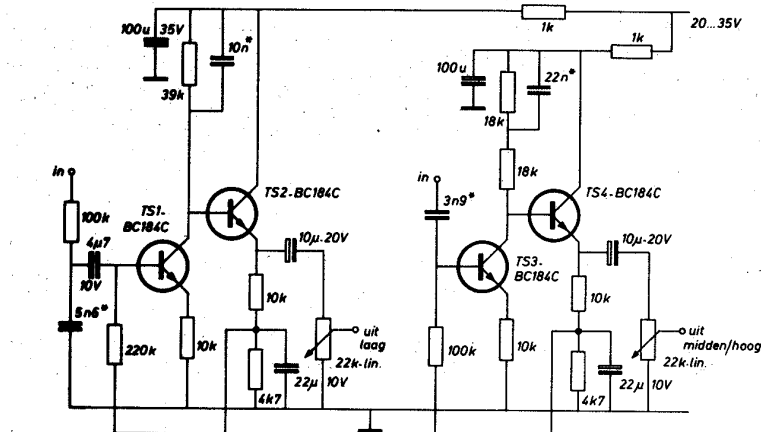 100u 35V
10n*
39k
1k
20...35V
1k
100u
22n*
18k
18k
in
100k
4µ7
10V
5n6*
220k
TS1-
BC184C
10k
TS2-BC184C
10µ-20V
10k
4k7
22µ
10V
22k-lin.
uit
laag
in
3n9*
100k
TS3-
BC184C
10k
TS4-BC184C
10µ-20V
10k
4k7
22µ
10V
22k-lin.
uit
midden/hoog